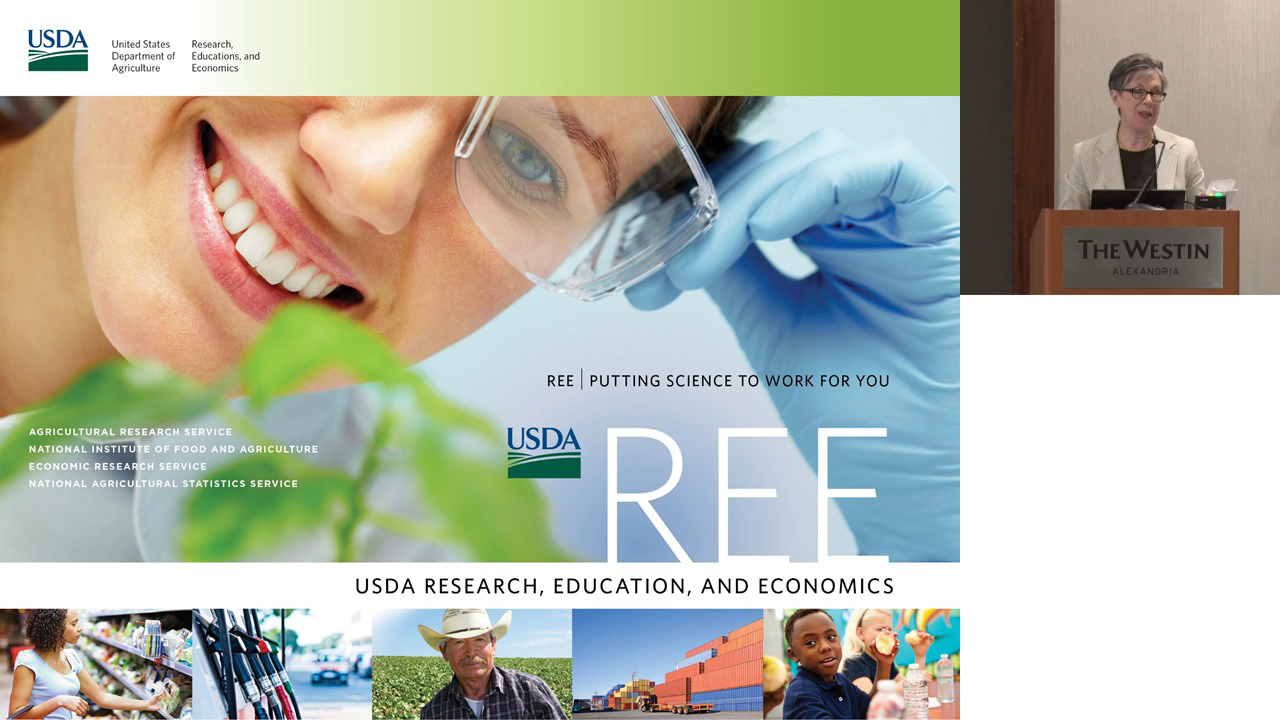 USDA
United States
Department of
Agriculture
Research,
Educations, and
Economics
THE WESTIN
ALEXANDRIA
REE | PUTTING SCIENCE TO WORK FOR YOU
AGRICULTURAL RESEARCH SERVICE
NATIONAL INSTITUTE OF FOOD AND AGRICULTURE
ECONOMIC RESEARCH SERVICE
NATIONAL AGRICULTURAL STATISTICS SERVICE
USDA
REE
USDA RESEARCH, EDUCATION, AND ECONOMICS